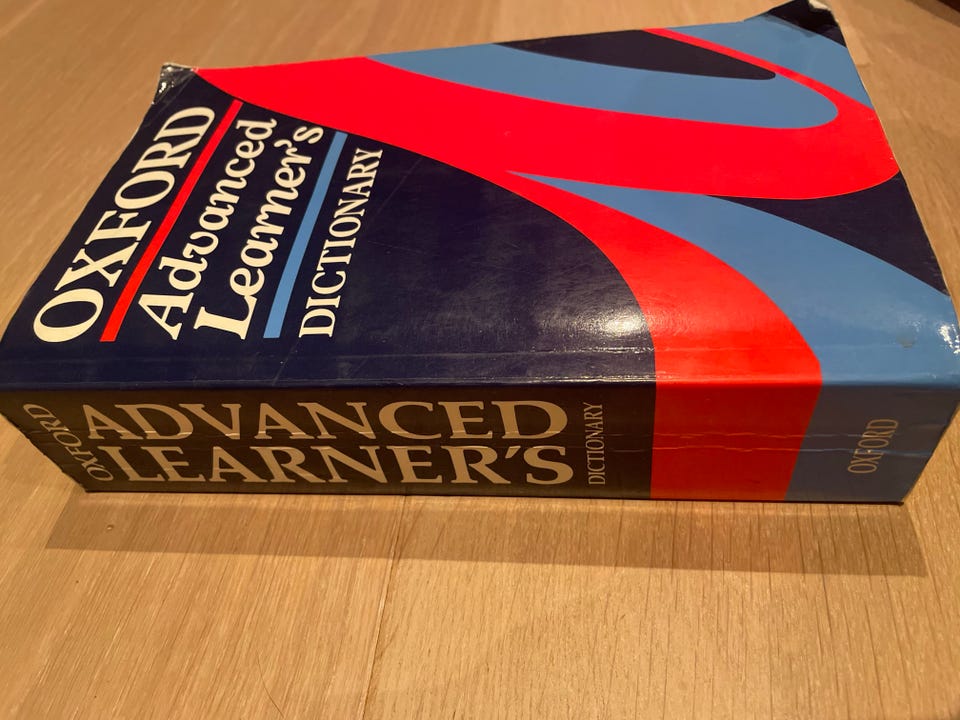 OXFORD
Advanced
Learner's
DICTIONARY
OXFORD
ADVANCED
LEARNER'S
DICTIONARY
OXFORD